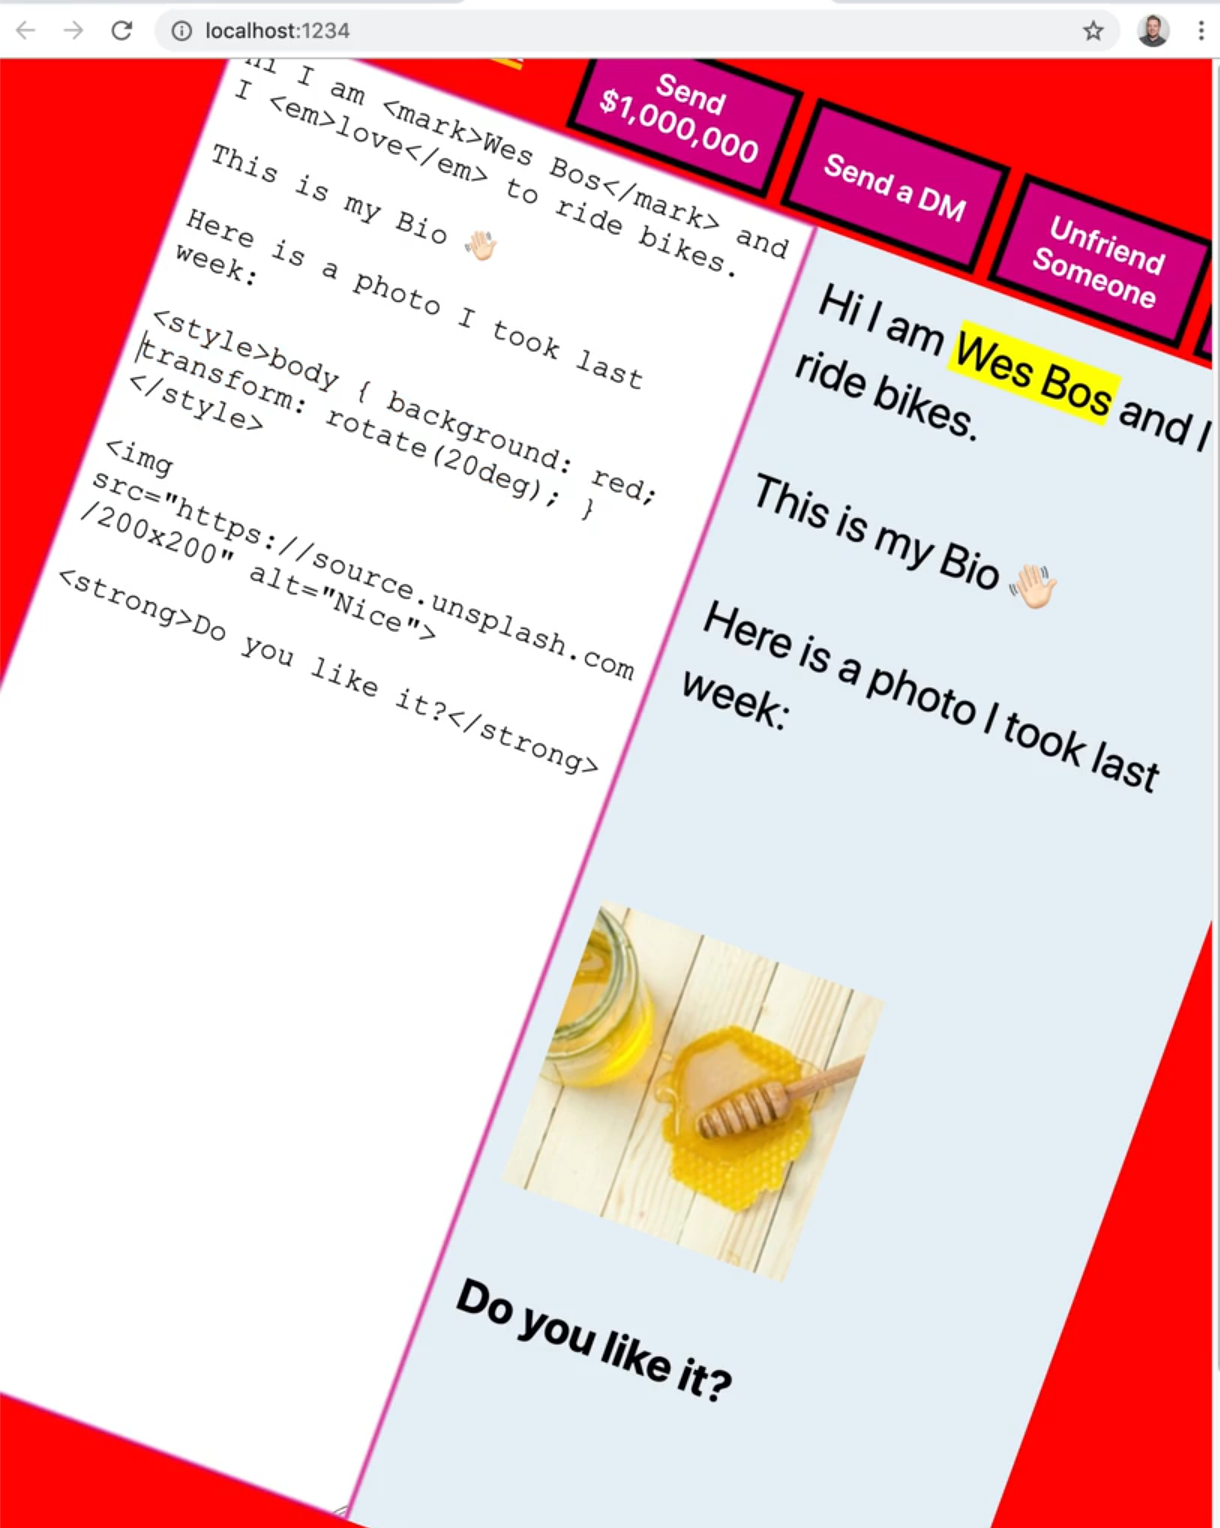 localhost:1234
Hi I am <mark>Wes Bos</mark> and
I <em>love</em> to ride bikes.
This is my Bio 👋🏻
Here is a photo I took last
week:
<style>body { background: red;
transform: rotate(20deg); }
</style>
<img
src="https://source.unsplash.com
/200x200" alt="Nice">
<strong>Do you like it?</strong>
Send
$1,000,000
Send a DM
Unfriend
Someone
Hi I am Wes Bos and I
ride bikes.
This is my Bio 👋🏻
Here is a photo I took last
week:
Do you like it?